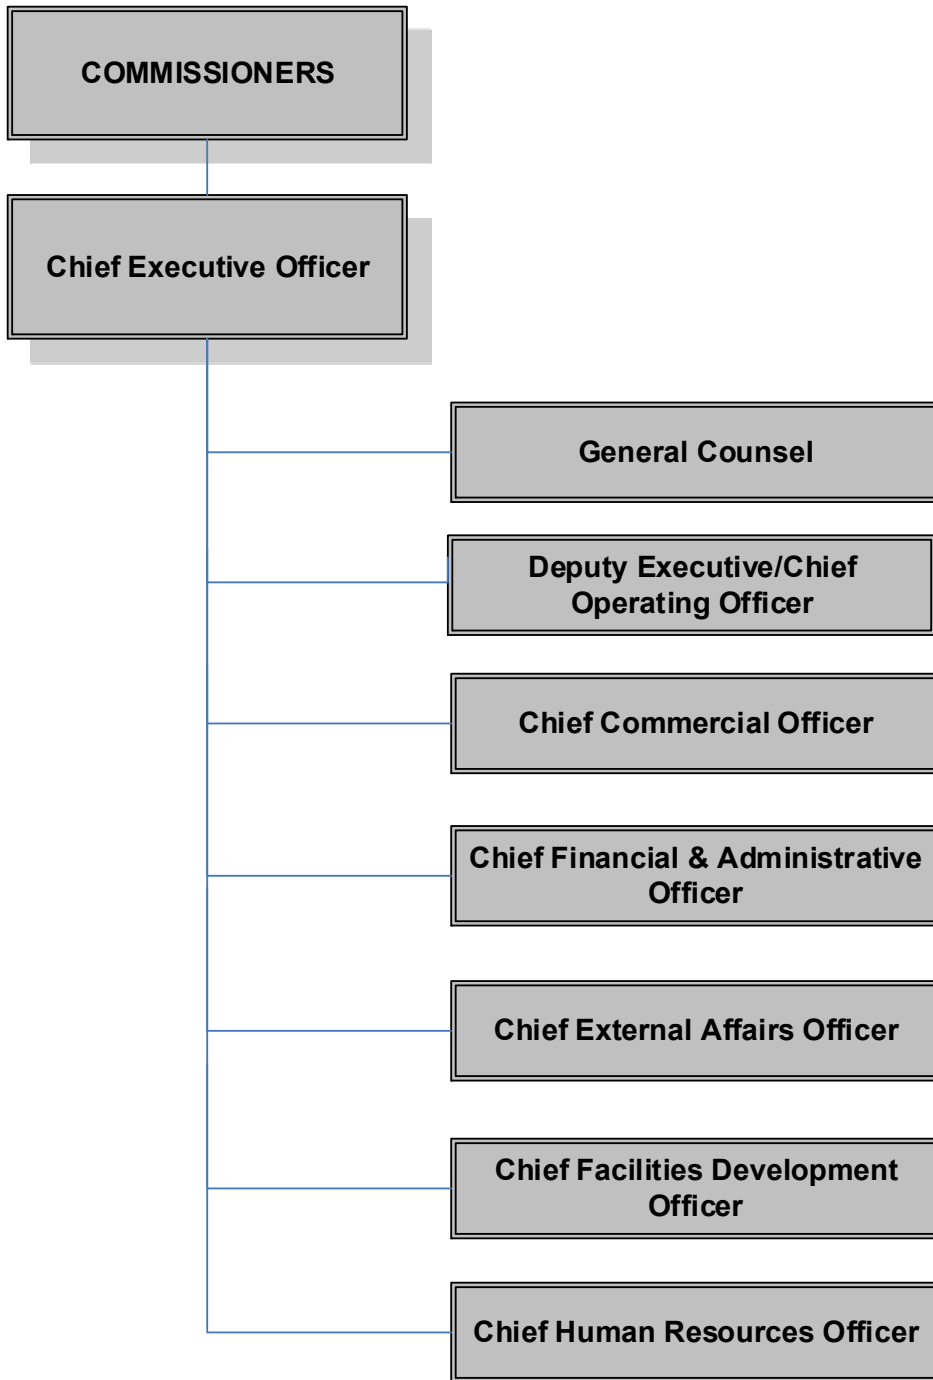 COMMISSIONERS
Chief Executive Officer
General Counsel
Deputy Executive/Chief
Operating Officer
Chief Commercial Officer
Chief Financial & Administrative
Officer
Chief External Affairs Officer
Chief Facilities Development
Officer
Chief Human Resources Officer